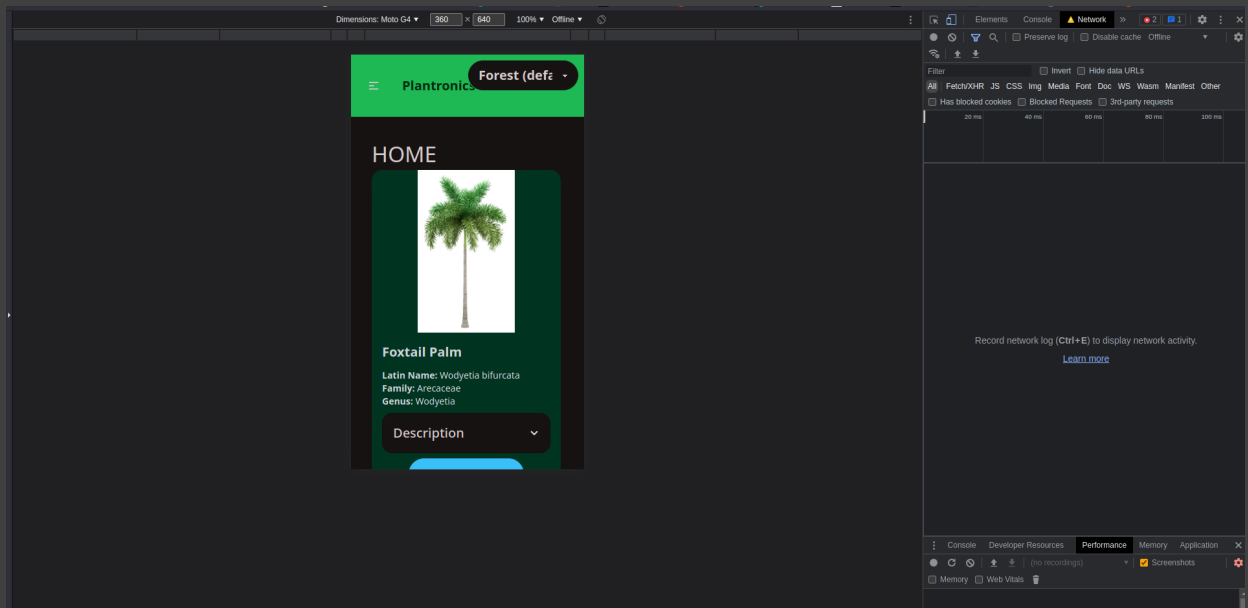 Dimensions: Moto G4 ▼ 360 × 640 100% ▼ Offline ▼
Elements Console Network » 2 1
Preserve log Disable cache Offline
Filter Invert Hide data URLs
All Fetch/XHR JS CSS Img Media Font Doc WS Wasm Manifest Other
Has blocked cookies Blocked Requests 3rd-party requests
20 ms 40 ms 60 ms 80 ms 100 ms
Plantronics Forest (defa
HOME
Foxtail Palm
Latin Name: Wodyetia bifurcata
Family: Arecaceae
Genus: Wodyetia
Description
Record network log (Ctrl+E) to display network activity.
Learn more
Console Developer Resources Performance Memory Application
(no recordings) Screenshots
Memory Web Vitals